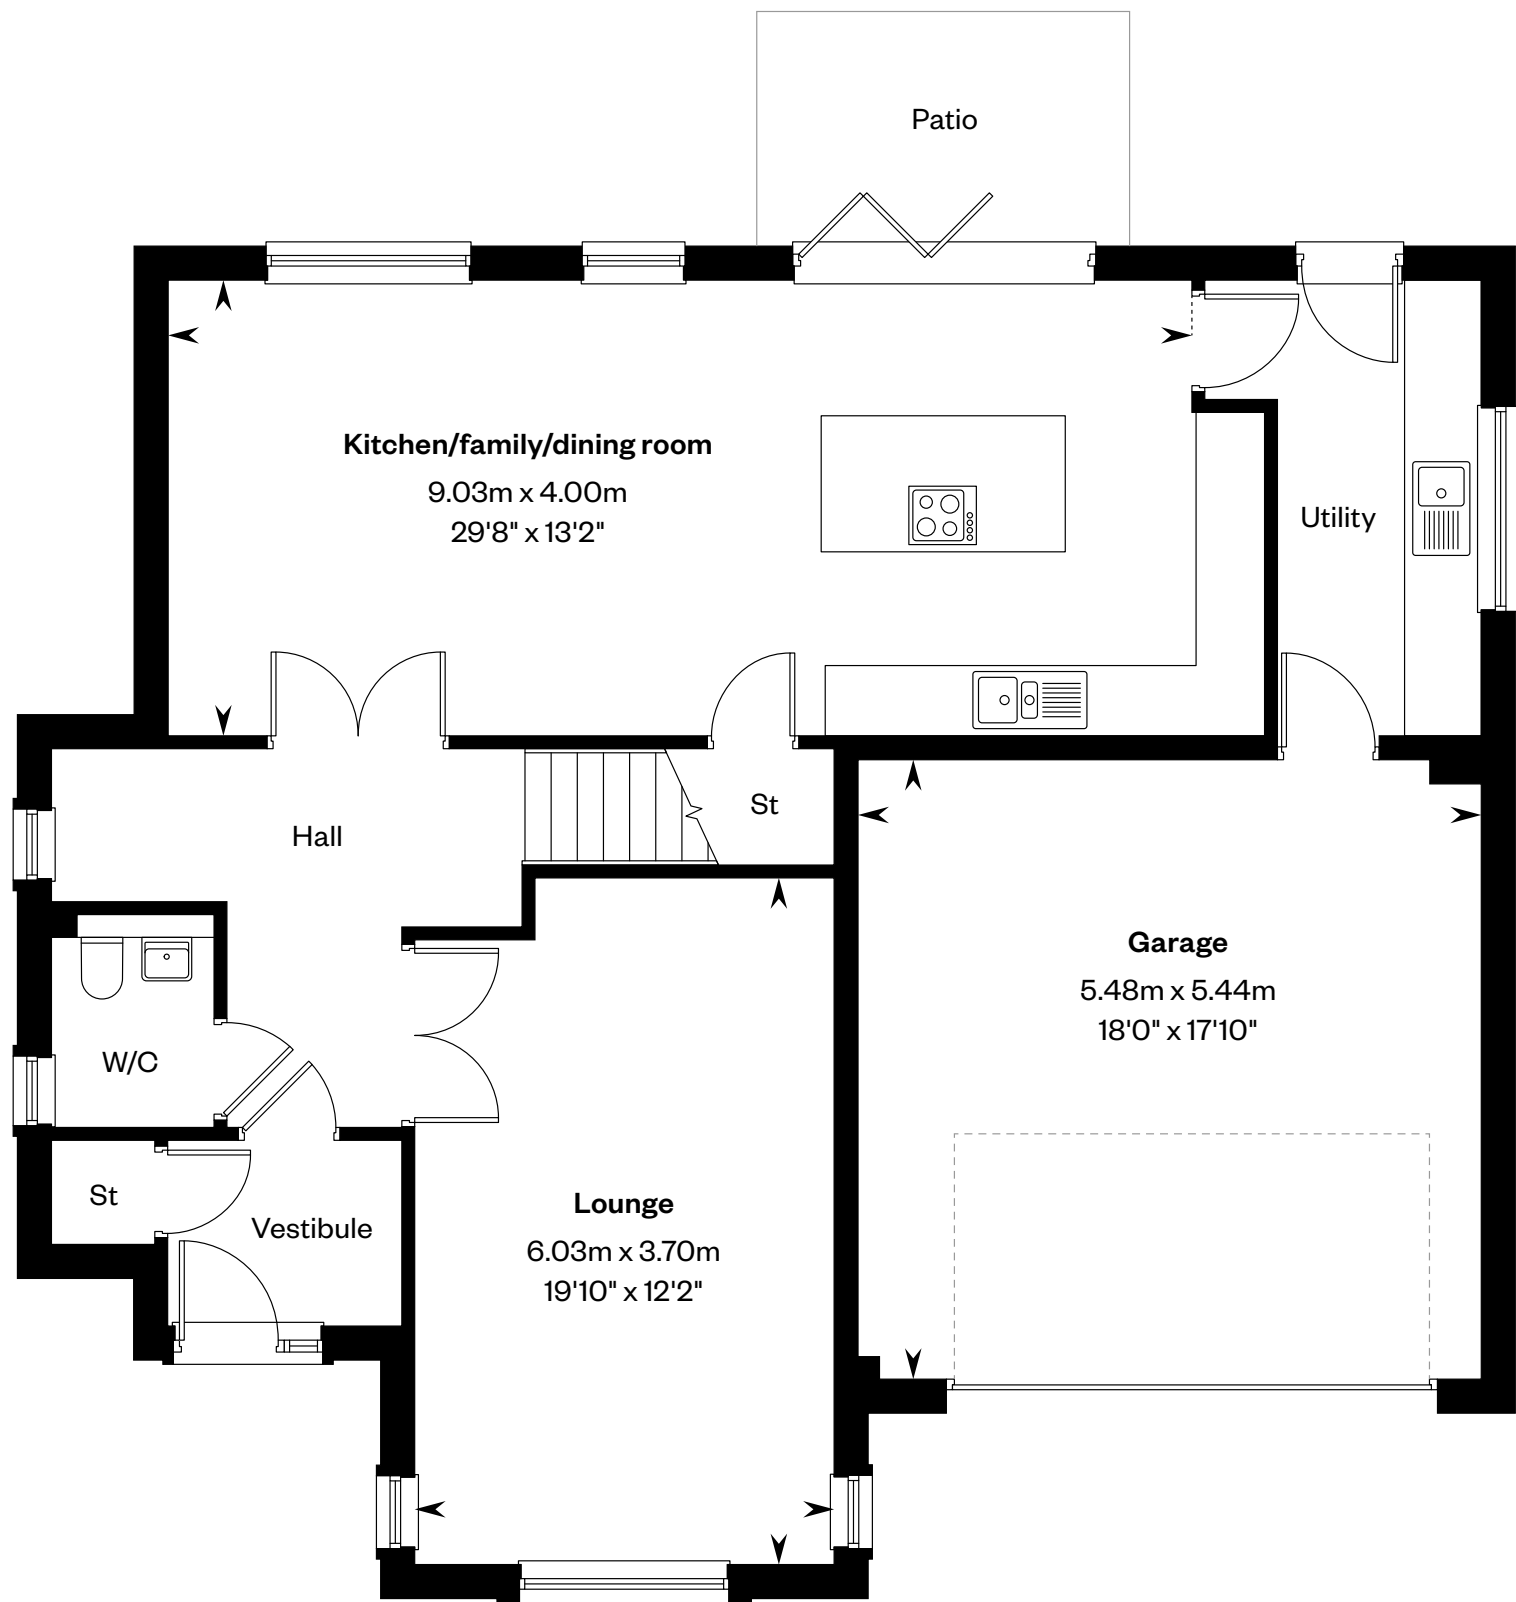 Patio
Kitchen/family/dining room
9.03m x 4.00m
29'8" x 13'2"
Utility
St
Hall
Garage
5.48m x 5.44m
18'0" x 17'10"
W/C
St
Vestibule
Lounge
6.03m x 3.70m
19'10" x 12'2"